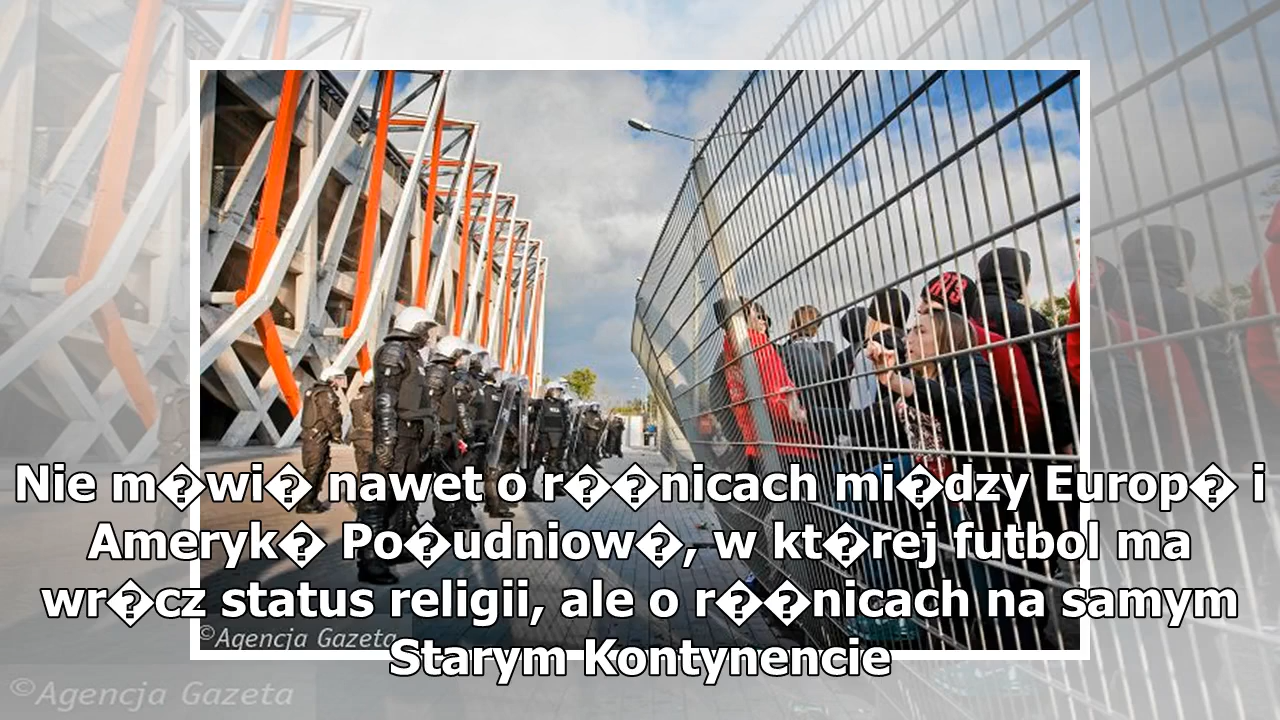 Nie m�wi� nawet o r��nicach mi�dzy Europ� i
Ameryk� Po�udniow�, w kt�rej futbol ma
wr�cz status religii, ale o r��nicach na samym
©Agencja Gazeta
Starym Kontynencie
©Agencja Gazeta